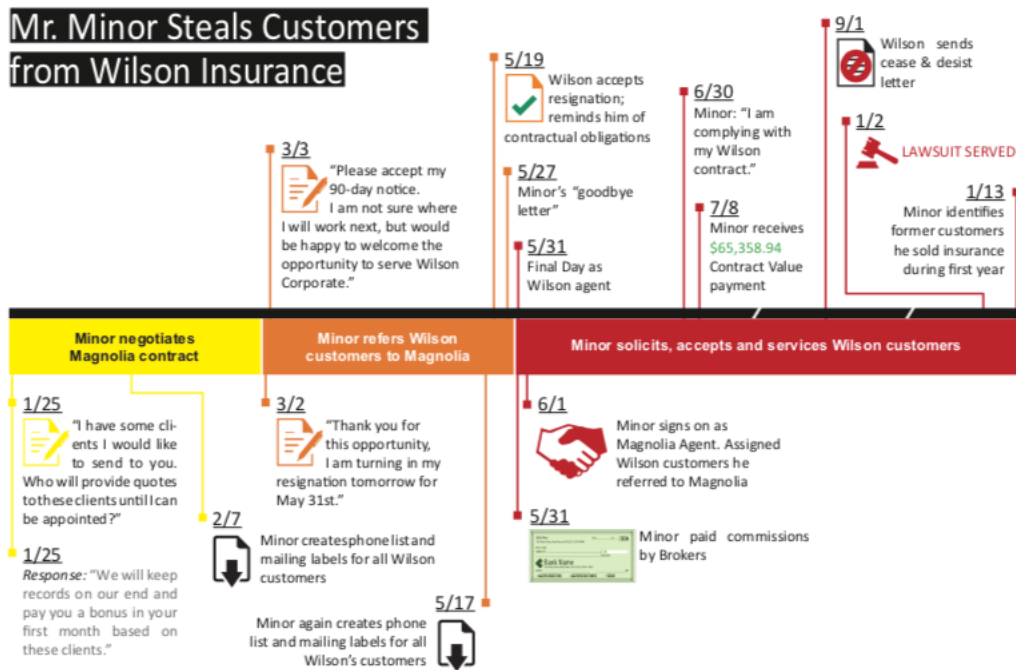 Mr. Minor Steals Customers
from Wilson Insurance
3/3
“Please accept my
90-day notice.
I am not sure where
I will work next, but would
be happy to welcome the
opportunity to serve Wilson
Corporate.”
5/19
Wilson accepts
resignation;
reminds him of
contractual obligations
5/27
Minor’s “goodbye
letter”
5/31
Final Day as
Wilson agent
6/30
Minor: “I am
complying with
my Wilson
contract.”
7/8
Minor receives
$65,358.94
Contract Value
payment
9/1
Wilson sends
cease & desist
letter
1/2
LAWSUIT SERVED
1/13
Minor identifies
former customers
he sold insurance
during first year
Minor negotiates
Magnolia contract
Minor refers Wilson
customers to Magnolia
Minor solicits, accepts and services Wilson customers
1/25
“I have some cli-
ents I would like
to send to you.
Who will provide quotes
to these clients until I can
be appointed?”
1/25
Response: “We will keep
records on our end and
pay you a bonus in your
first month based on
these clients.”
2/7
Minor createsphone list and
mailing labels for all Wilson
customers
3/2
“Thank you for
this opportunity,
I am turning in my
resignation tomorrow for
May 31st.”
5/17
Minor again creates phone
list and mailing labels for all
Wilson’s customers
6/1
Minor signs on as
Magnolia Agent. Assigned
Wilson customers he
referred to Magnolia
5/31
Bank Name
Minor paid commissions
by Brokers